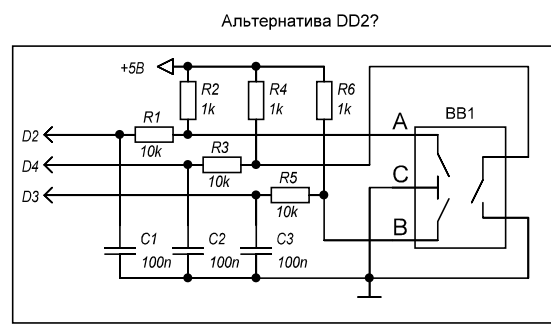 Альтернатива DD2?
+5В
R2
R4
R6
1k
1k
1k
R1
A
BB1
D2
10k
R3
D4
10k
R5
C
D3
10k
B
C1
C2
C3
100n
100n
100n